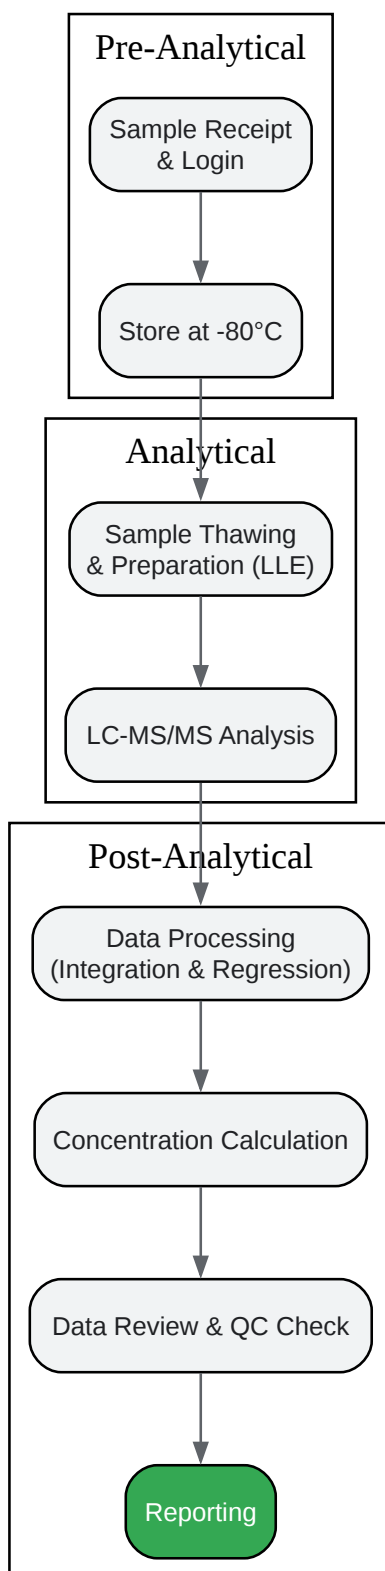 Pre-Analytical
Sample Receipt
& Login
Store at -80°C
Analytical
Sample Thawing
& Preparation (LLE)
LC-MS/MS Analysis
Post-Analytical
Data Processing
(Integration & Regression)
Concentration Calculation
Data Review & QC Check
Reporting